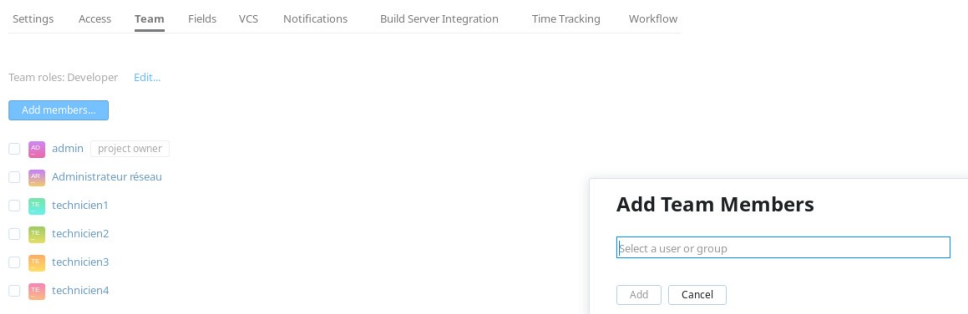 Settings Access Team Fields VCS Notifications Build Server Integration Time Tracking Workflow
Team roles: Developer Edit...
Add members...
AD admin project owner
AR Administrateur réseau
TE technicien1
TE technicien2
TE technicien3
TE technicien4
Add Team Members
Select a user or group
Add Cancel